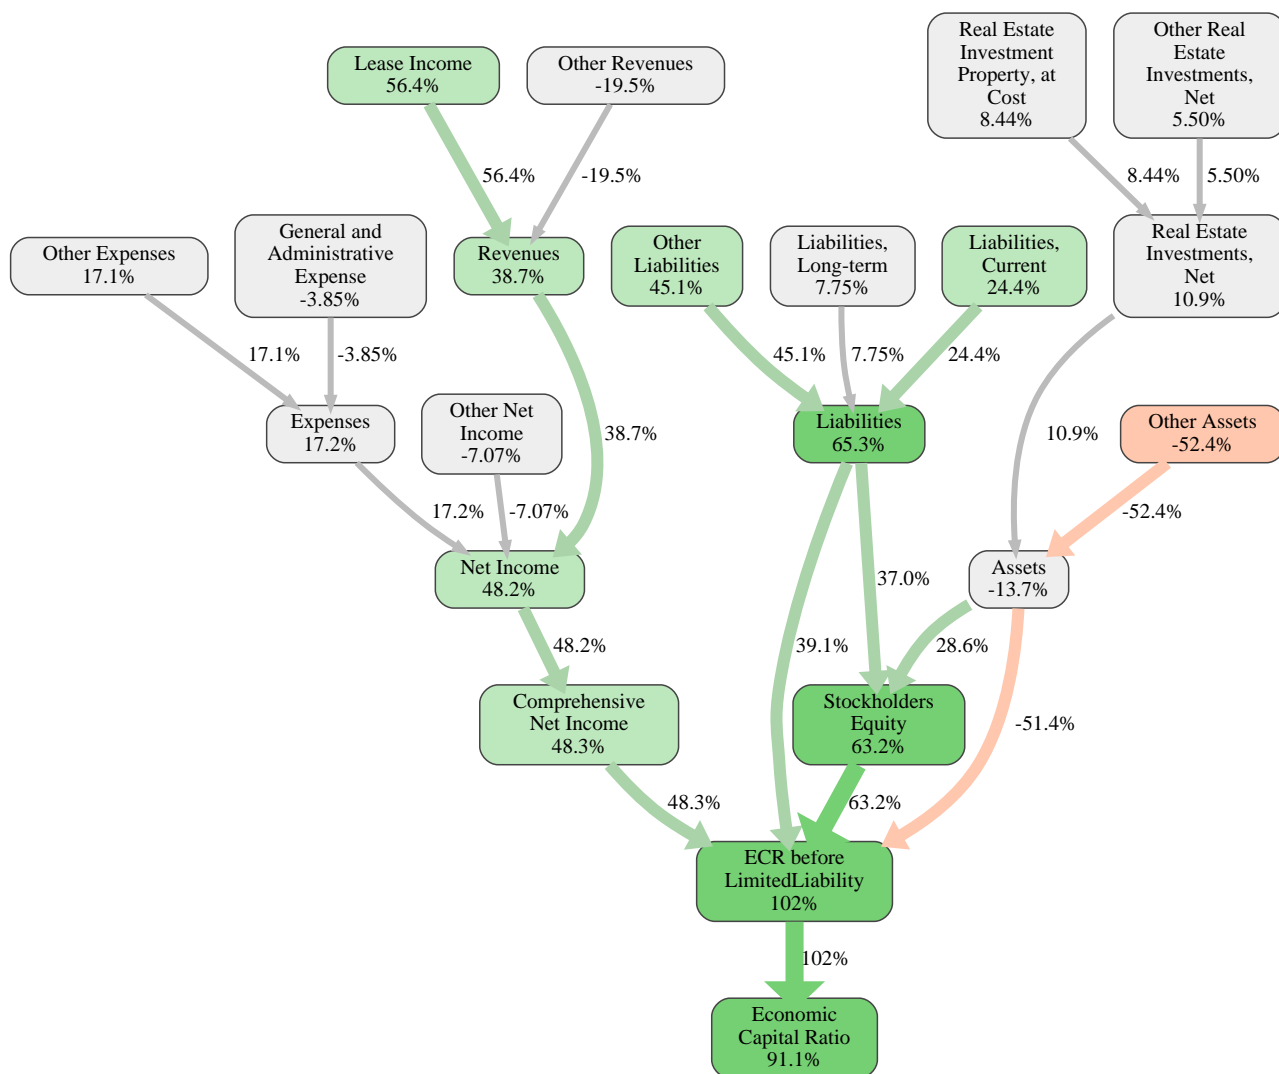 Real Estate
Investment
Property, at
Cost
8.44%
Other Real
Estate
Investments,
Net
5.50%
Lease Income
56.4%
Other Revenues
-19.5%
56.4%
-19.5%
8.44%
5.50%
Other Expenses
17.1%
General and
Administrative
Expense
-3.85%
Revenues
38.7%
Other
Liabilities
45.1%
Liabilities,
Long-term
7.75%
Liabilities,
Current
24.4%
Real Estate
Investments,
Net
10.9%
17.1%
-3.85%
45.1%
7.75%
24.4%
Expenses
17.2%
Other Net
Income
-7.07%
38.7%
Liabilities
65.3%
10.9%
Other Assets
-52.4%
17.2%
-7.07%
-52.4%
Net Income
48.2%
37.0%
Assets
-13.7%
48.2%
39.1%
28.6%
Comprehensive
Net Income
48.3%
Stockholders
Equity
63.2%
-51.4%
48.3%
63.2%
ECR before
LimitedLiability
102%
102%
Economic
Capital Ratio
91.1%